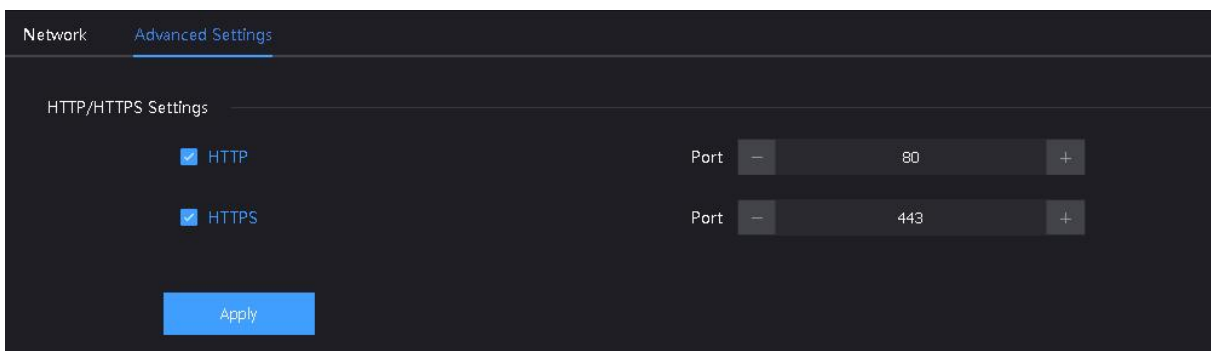 Network Advanced Settings
HTTP/HTTPS Settings
HTTP Port − 80 +
HTTPS Port − 443 +
Apply